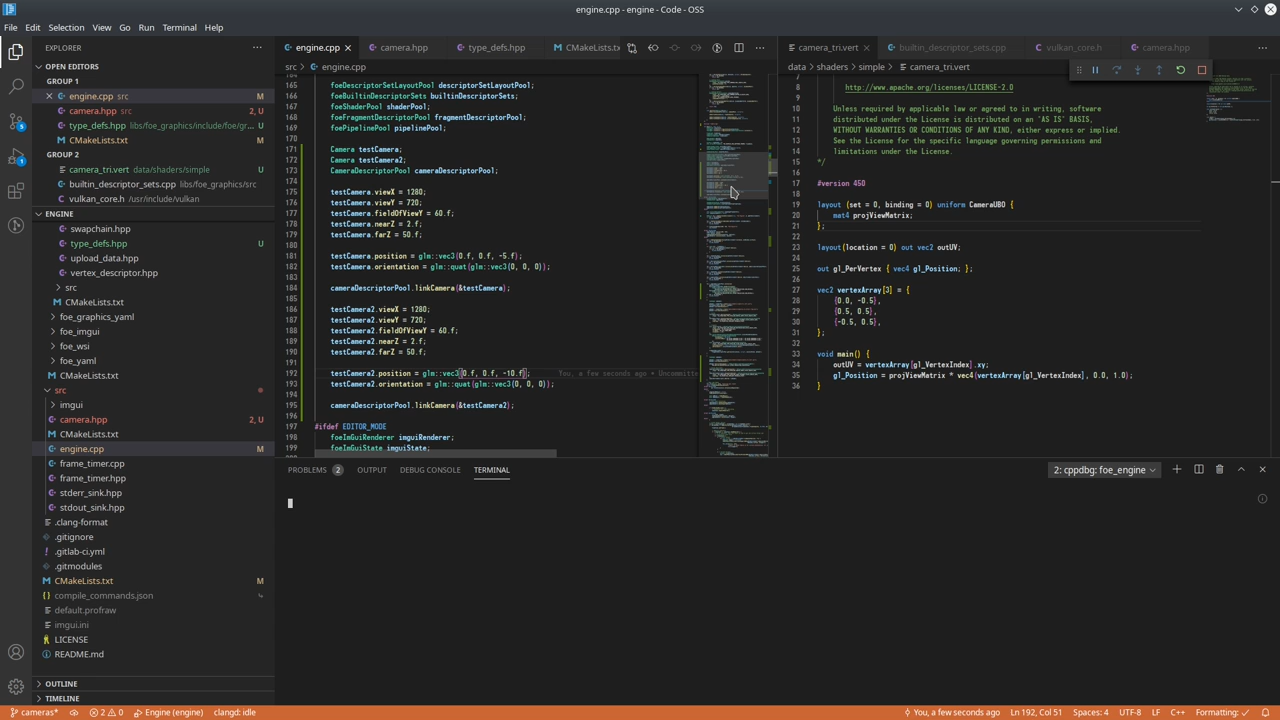 engine.cpp - engine - Code - OSS
File Edit Selection View Go Run Terminal Help
EXPLORER
OPEN EDITORS
GROUP 1
engine.cpp src M
camera.hpp src 2, U
type_defs.hpp libs/foe_graphics/include/foe/gr... U
CMakeLists.txt M
GROUP 2
camera_tri.vert data/shaders/simple U
builtin_descriptor_sets.cpp libs/foe_graphics/src
vulkan_core.h /usr/include/vulkan
ENGINE
swapchain.hpp
type_defs.hpp U
upload_data.hpp
vertex_descriptor.hpp
src
CMakeLists.txt
foe_graphics_yaml
foe_imgui
foe_wsi
foe_yaml
CMakeLists.txt
src
imgui
camera.hpp 2, U
CMakeLists.txt
engine.cpp M
frame_timer.cpp
frame_timer.hpp
stderr_sink.hpp
stdout_sink.hpp
.clang-format
.gitignore
.gitlab-ci.yml
.gitmodules
CMakeLists.txt M
compile_commands.json
default.profraw
imgui.ini
LICENSE
README.md
OUTLINE
TIMELINE
engine.cpp camera.hpp type_defs.hpp CMakeLists.tx
src > engine.cpp
165 foeDescriptorSetLayoutPool descriptorSetLayoutPool;
166 foeBuiltinDescriptorSets builtinDescriptorSets;
167 foeShaderPool shaderPool;
168 foeFragmentDescriptorPool fragmentDescriptorPool;
169 foePipelinePool pipelinePool;
170
171 Camera testCamera;
172 Camera testCamera2;
173 CameraDescriptorPool cameraDescriptorPool;
174
175 testCamera.viewX = 1280;
176 testCamera.viewY = 720;
177 testCamera.fieldOfViewY = 60.f;
178 testCamera.nearZ = 2.f;
179 testCamera.farZ = 50.f;
180
181 testCamera.position = glm::vec3(0.f, 0.f, -5.f);
182 testCamera.orientation = glm::quat(glm::vec3(0, 0, 0));
183
184 cameraDescriptorPool.linkCamera(&testCamera);
185
186 testCamera2.viewX = 1280;
187 testCamera2.viewY = 720;
188 testCamera2.fieldOfViewY = 60.f;
189 testCamera2.nearZ = 2.f;
190 testCamera2.farZ = 50.f;
191
192 testCamera2.position = glm::vec3(0.f, 0.f, -10.f); You, a few seconds ago • Uncommitte
193 testCamera2.orientation = glm::quat(glm::vec3(0, 0, 0));
194
195 cameraDescriptorPool.linkCamera(&testCamera2);
196
197 #ifdef EDITOR_MODE
198 foeImGuiRenderer imguiRenderer;
199 foeImGuiState imguiState;
camera_tri.vert builtin_descriptor_sets.cpp vulkan_core.h camera.hpp
data > shaders > simple > camera_tri.vert
7
8 http://www.apache.org/licenses/LICENSE-2.0
9
10 Unless required by applicable law or agreed to in writing, software
11 distributed under the License is distributed on an 'AS IS' BASIS,
12 WITHOUT WARRANTIES OR CONDITIONS OF ANY KIND, either express or implied.
13 See the License for the specific language governing permissions and
14 limitations under the License.
15 */
16
17 #version 450
18
19 layout (set = 0, binding = 0) uniform CameraUBO {
20 mat4 projViewMatrix;
21 };
22
23 layout(location = 0) out vec2 outUV;
24
25 out gl_PerVertex { vec4 gl_Position; };
26
27 vec2 vertexArray[3] = {
28 {0.0, -0.5},
29 {0.5, 0.5},
30 {-0.5, 0.5},
31 };
32
33 void main() {
34 outUV = vertexArray[gl_VertexIndex].xy;
35 gl_Position = projViewMatrix * vec4(vertexArray[gl_VertexIndex], 0.0, 1.0);
36 }
PROBLEMS 2 OUTPUT DEBUG CONSOLE TERMINAL 2: cppdbg: foe_engine
cameras* 2 0 Engine (engine) clangd: idle You, a few seconds ago Ln 192, Col 51 Spaces: 4 UTF-8 LF C++ Formatting: ✓